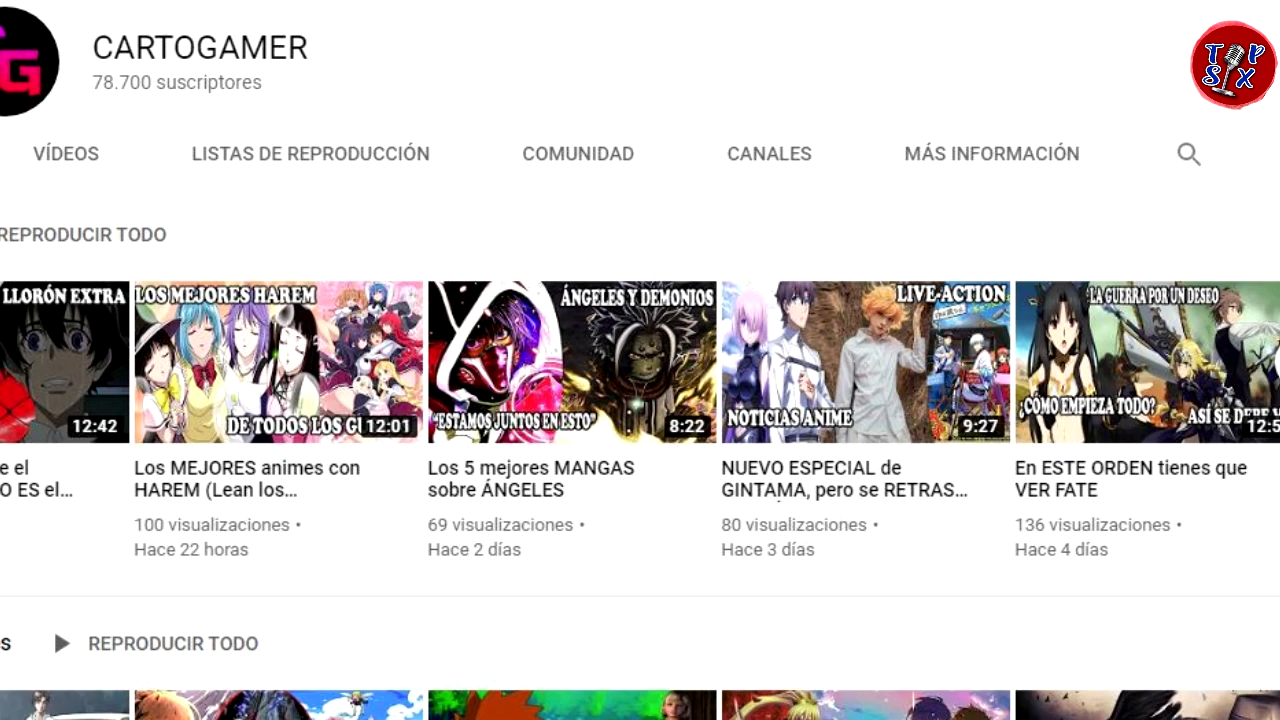 G
CARTOGAMER
78.700 suscriptores
TOP
SIX
VÍDEOS
LISTAS DE REPRODUCCIÓN
COMUNIDAD
CANALES
MÁS INFORMACIÓN
REPRODUCIR TODO
LLORÓN EXTRA
12:42
LOS MEJORES HAREM
DE TODOS LOS
12:01
ÁNGELES Y DEMONIOS
"ESTAMOS JUNTOS EN ESTO"
8:22
LIVE-ACTION
NOTICIAS ANIME
9:27
LA GUERRA POR UN DESEO
¿CÓMO EMPIEZA TODO?
ASÍ SE
12:5
e el
O ES el...
Los MEJORES animes con
HAREM (Lean los...
100 visualizaciones •
Hace 22 horas
Los 5 mejores MANGAS
sobre ÁNGELES
69 visualizaciones •
Hace 2 días
NUEVO ESPECIAL de
GINTAMA, pero se RETRAS...
80 visualizaciones •
Hace 3 días
En ESTE ORDEN tienes que
VER FATE
136 visualizaciones •
Hace 4 días
os
REPRODUCIR TODO